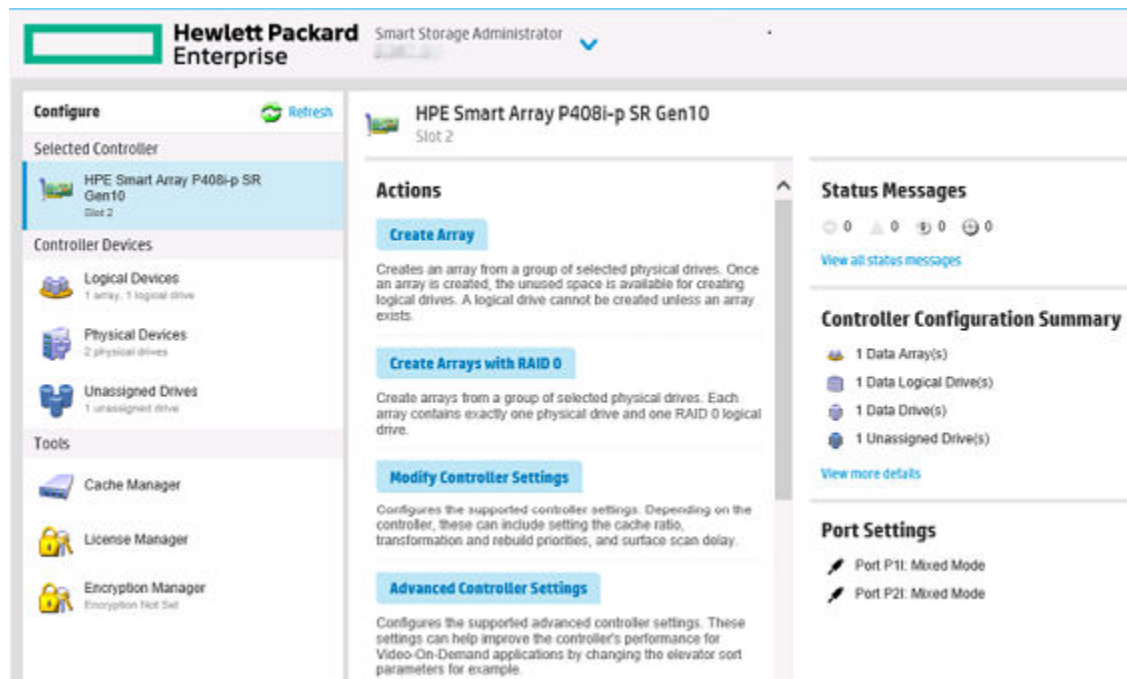 Hewlett Packard
Enterprise
Smart Storage Administrator
Configure
Refresh
Selected Controller
HPE Smart Array P408i-p SR
Gen10
Slot 2
Controller Devices
Logical Devices
1 array, 1 logical drive
Physical Devices
2 physical drives
Unassigned Drives
1 unassigned drive
Tools
Cache Manager
License Manager
Encryption Manager
Encryption Not Set
HPE Smart Array P408i-p SR Gen10
Slot 2
Actions
Create Array
Creates an array from a group of selected physical drives. Once
an array is created, the unused space is available for creating
logical drives. A logical drive cannot be created unless an array
exists.
Create Arrays with RAID 0
Create arrays from a group of selected physical drives. Each
array contains exactly one physical drive and one RAID 0 logical
drive.
Modify Controller Settings
Configures the supported controller settings. Depending on the
controller, these can include setting the cache ratio,
transformation and rebuild priorities, and surface scan delay.
Advanced Controller Settings
Configures the supported advanced controller settings. These
settings can help improve the controller's performance for
Video-On-Demand applications by changing the elevator sort
parameters for example.
Status Messages
0 0 0 0
View all status messages
Controller Configuration Summary
1 Data Array(s)
1 Data Logical Drive(s)
1 Data Drive(s)
1 Unassigned Drive(s)
View more details
Port Settings
Port P1I: Mixed Mode
Port P2I: Mixed Mode